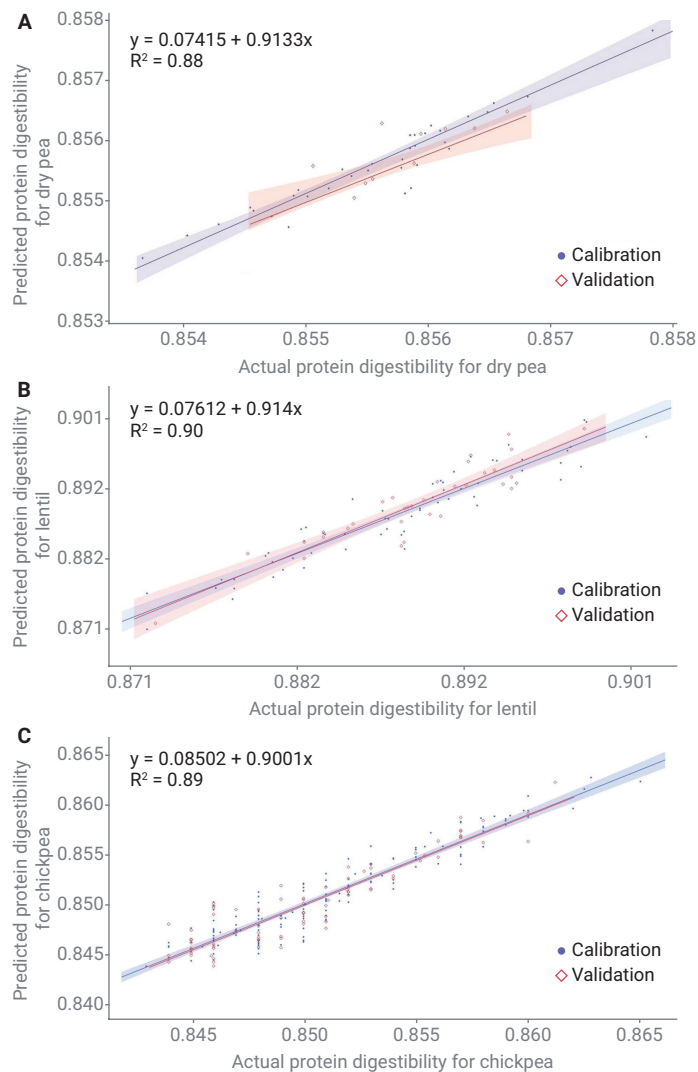 A
y = 0.07415 + 0.9133x
R² = 0.88
Predicted protein digestibility
for dry pea
0.858
0.857
0.856
0.855
0.854
0.853
Calibration
Validation
0.854 0.855 0.856 0.857 0.858
Actual protein digestibility for dry pea
B
y = 0.07612 + 0.914x
R² = 0.90
Predicted protein digestibility
for lentil
0.901
0.892
0.882
0.871
Calibration
Validation
0.871 0.882 0.892 0.901
Actual protein digestibility for lentil
C
y = 0.08502 + 0.9001x
R² = 0.89
Predicted protein digestibility
for chickpea
0.865
0.860
0.855
0.850
0.845
0.840
Calibration
Validation
0.845 0.850 0.855 0.860 0.865
Actual protein digestibility for chickpea